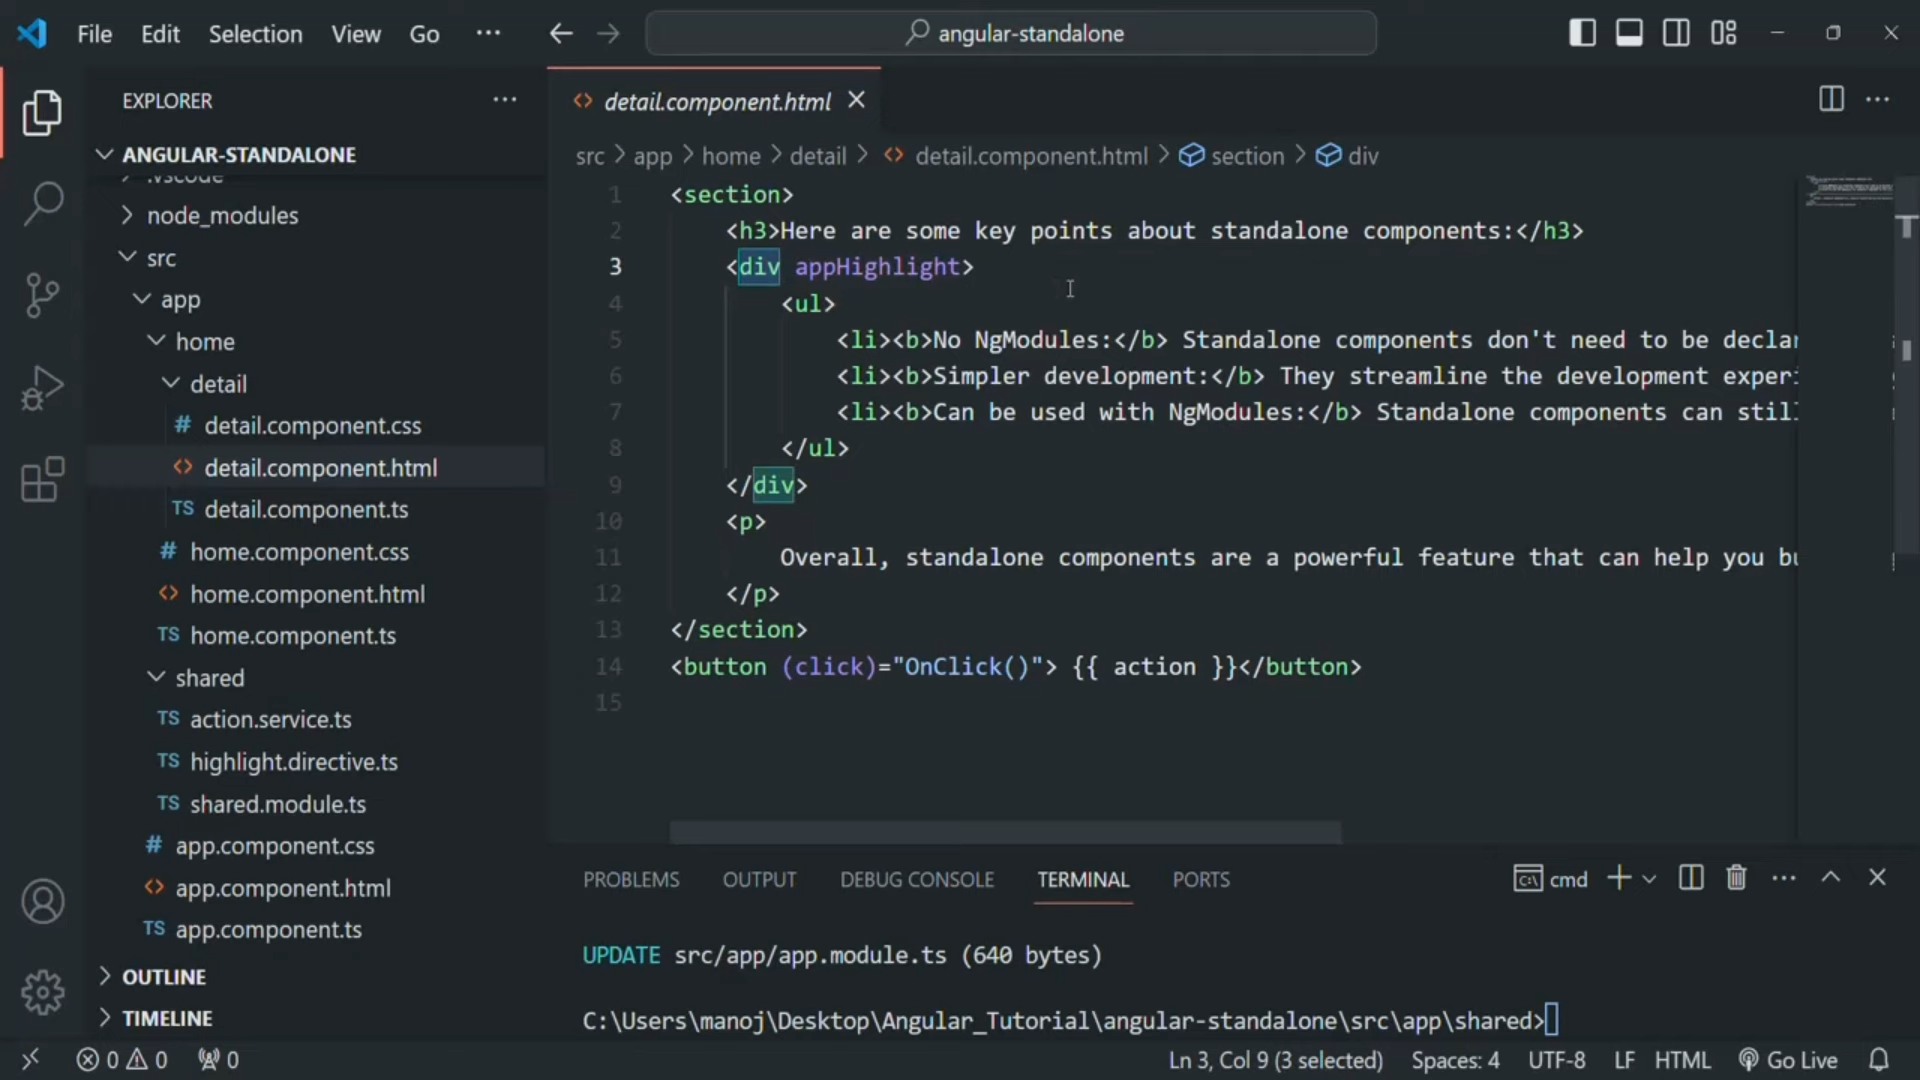 File Edit Selection View Go ··· angular-standalone
EXPLORER ···
ANGULAR-STANDALONE
.vscode
node_modules
src
app
home
detail
# detail.component.css
<> detail.component.html
TS detail.component.ts
# home.component.css
<> home.component.html
TS home.component.ts
shared
TS action.service.ts
TS highlight.directive.ts
TS shared.module.ts
# app.component.css
<> app.component.html
TS app.component.ts
OUTLINE
TIMELINE
<> detail.component.html
src > app > home > detail > <> detail.component.html > section > div
1 <section>
2 <h3>Here are some key points about standalone components:</h3>
3 <div appHighlight>
4 <ul>
5 <li><b>No NgModules:</b> Standalone components don't need to be declar
6 <li><b>Simpler development:</b> They streamline the development experi
7 <li><b>Can be used with NgModules:</b> Standalone components can still
8 </ul>
9 </div>
10 <p>
11 Overall, standalone components are a powerful feature that can help you bu
12 </p>
13 </section>
14 <button (click)="OnClick()"> {{ action }}</button>
15
PROBLEMS OUTPUT DEBUG CONSOLE TERMINAL PORTS cmd
UPDATE src/app/app.module.ts (640 bytes)
C:\Users\manoj\Desktop\Angular_Tutorial\angular-standalone\src\app\shared>
0 0 0 Ln 3, Col 9 (3 selected) Spaces: 4 UTF-8 LF HTML Go Live